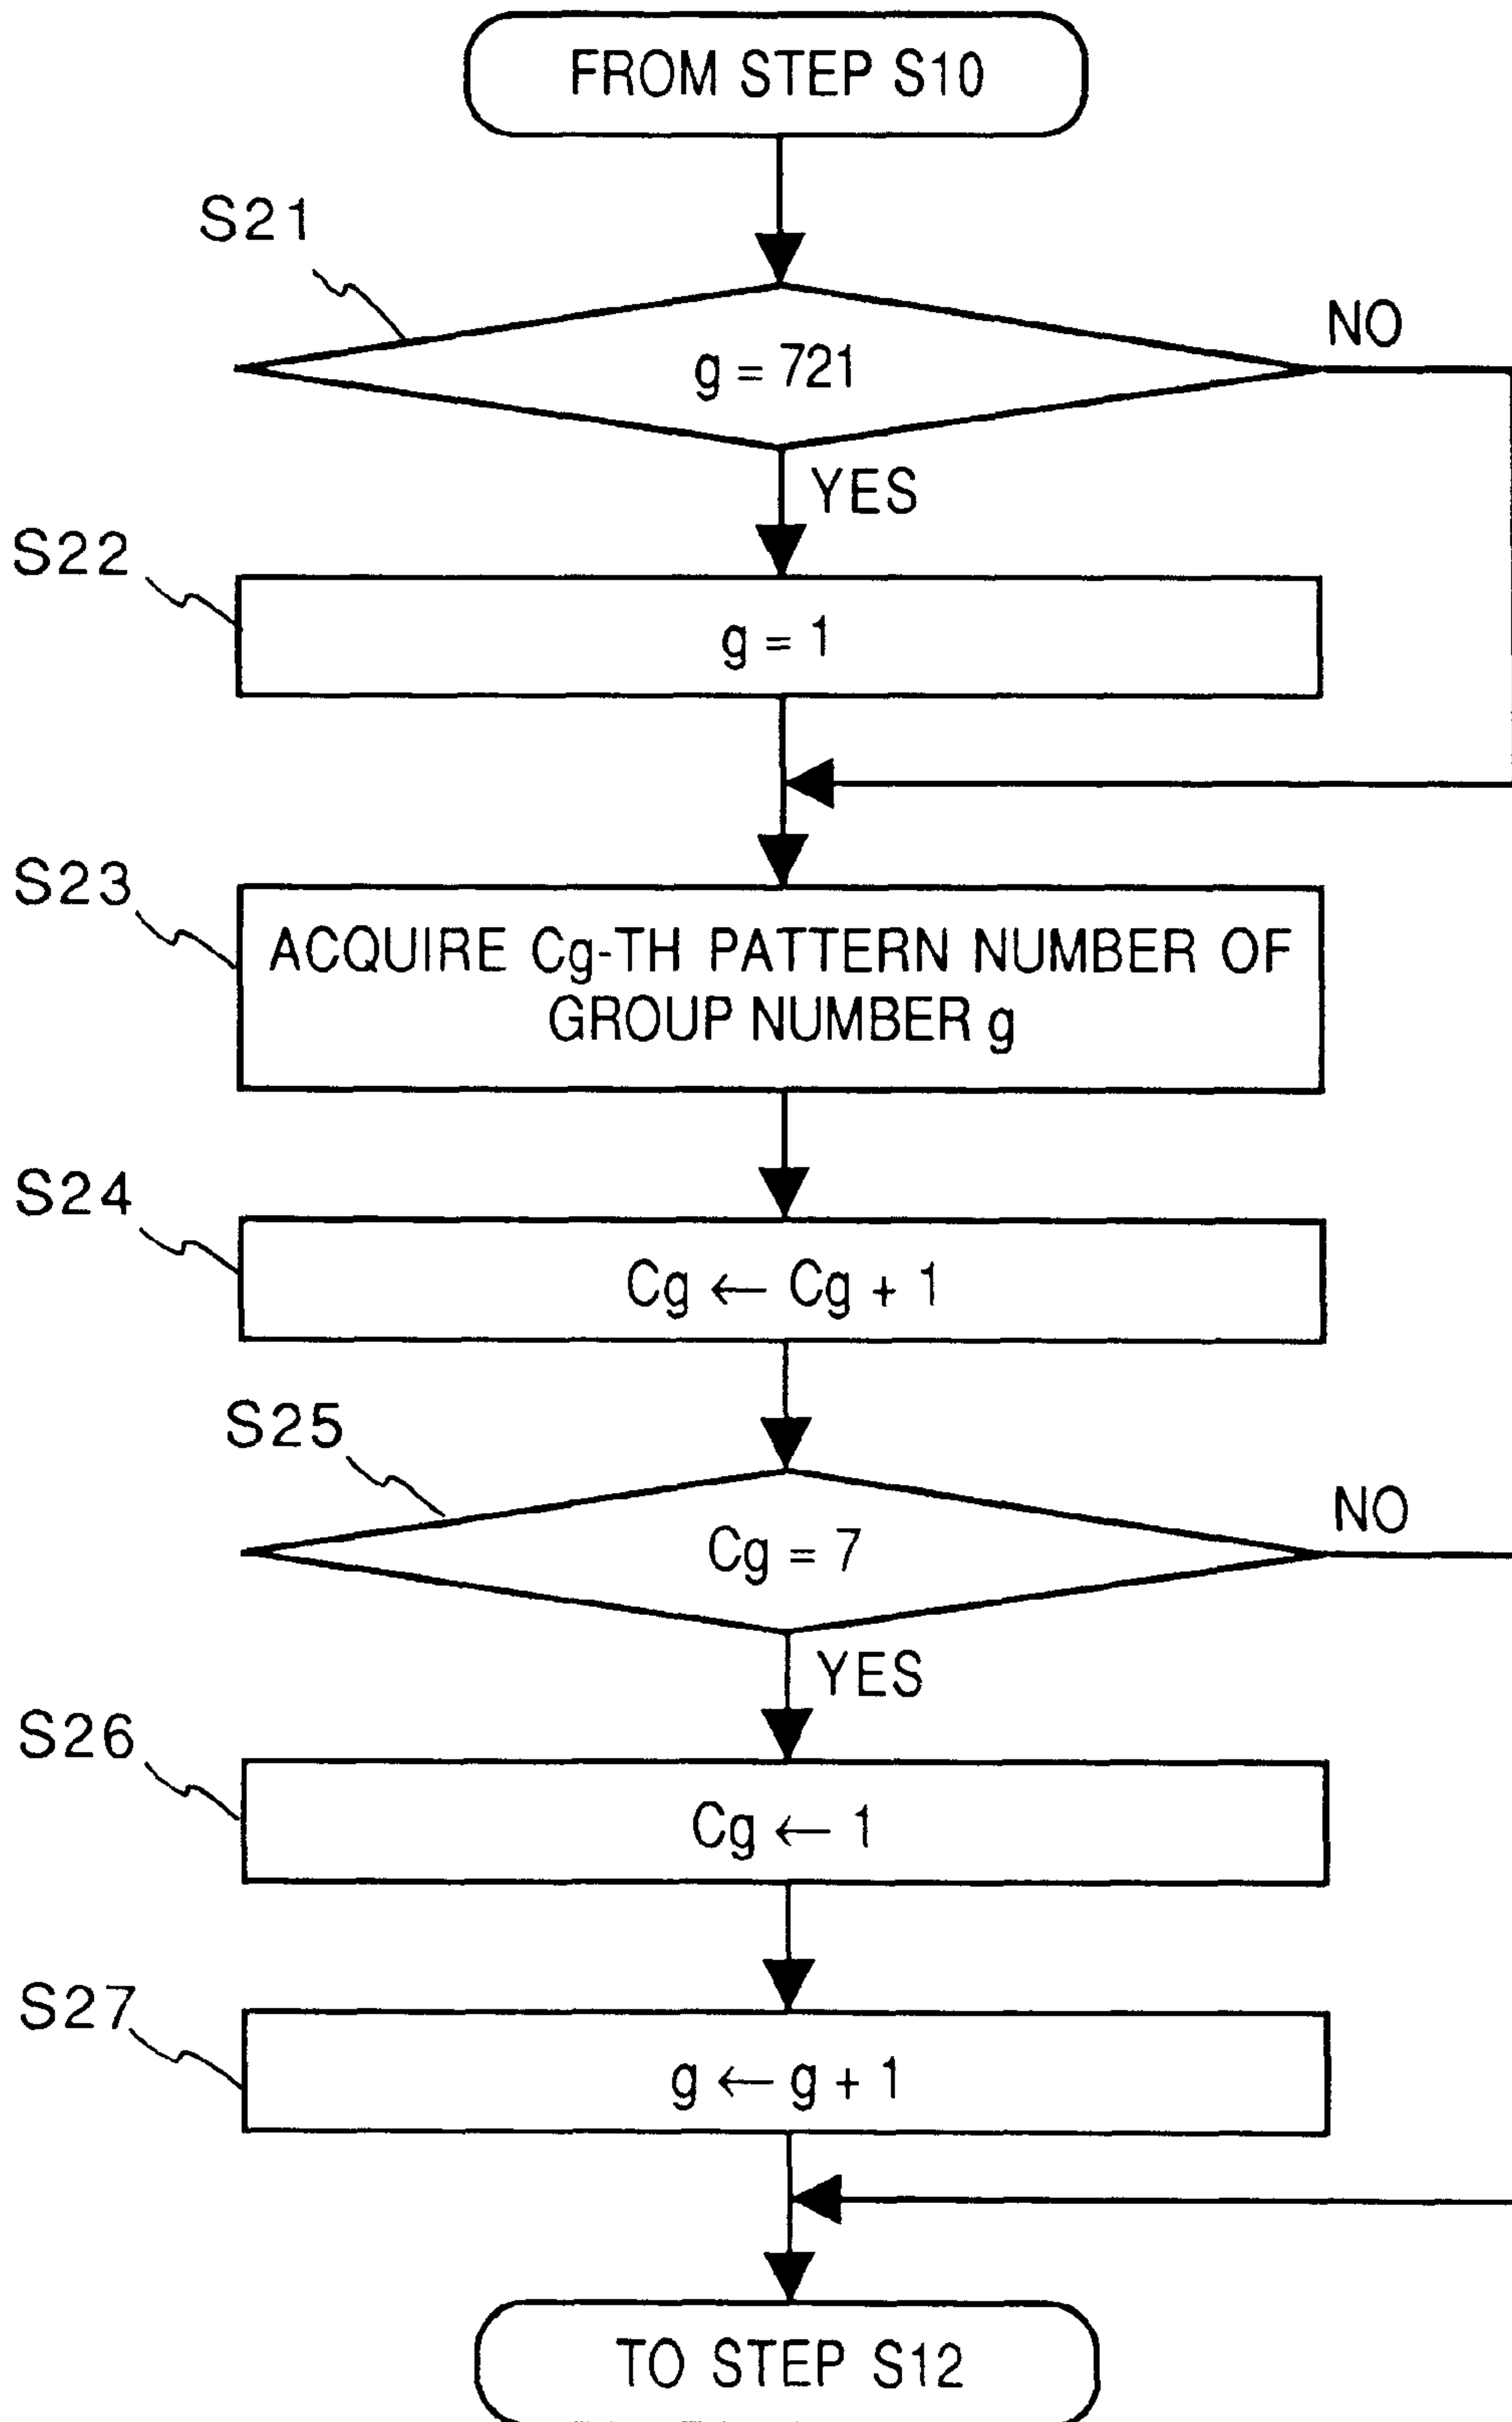 FROM STEP S10
S21
NO
g = 721
YES
S22
g = 1
S23
ACQUIRE Cg-TH PATTERN NUMBER OF
GROUP NUMBER g
S24
Cg ← Cg + 1
S25
NO
Cg = 7
YES
S26
Cg ← 1
S27
g ← g + 1
TO STEP S12